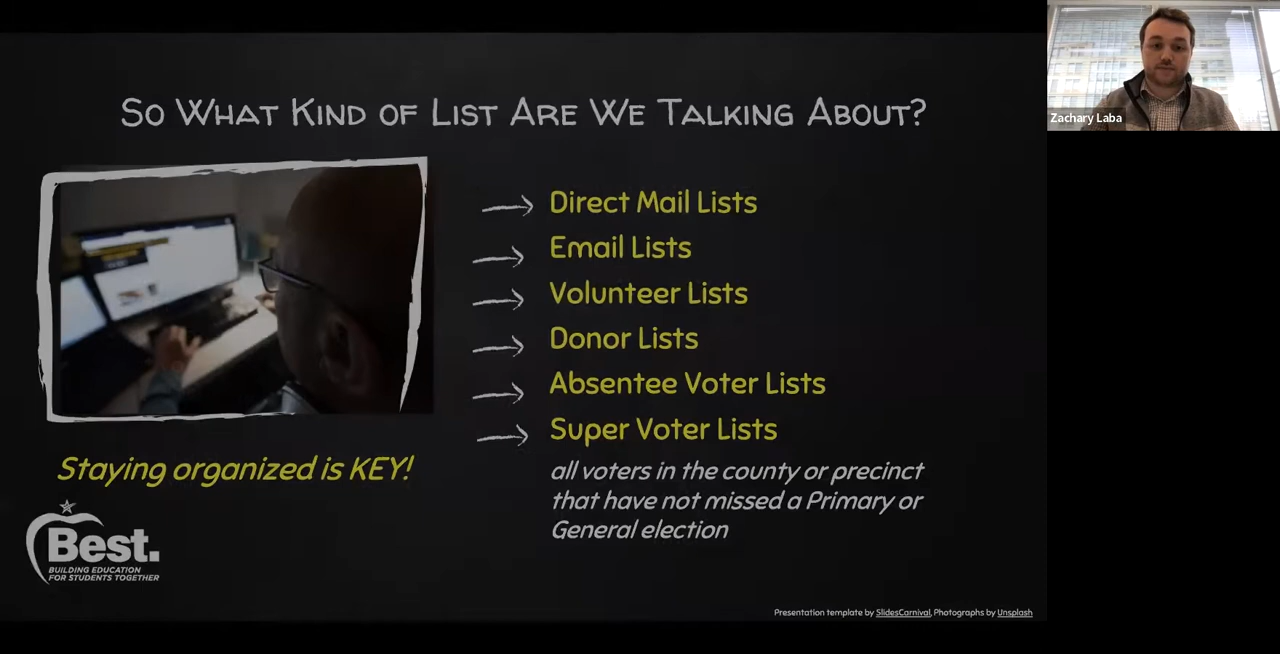 So What Kind of List Are We Talking About?
Zachary Laba
Direct Mail Lists
Email Lists
Volunteer Lists
Donor Lists
Absentee Voter Lists
Super Voter Lists
all voters in the county or precinct
that have not missed a Primary or
General election
Staying organized is KEY!
Best.
BUILDING EDUCATION
FOR STUDENTS TOGETHER
Presentation template by SlidesCarnival, Photographs by Unsplash